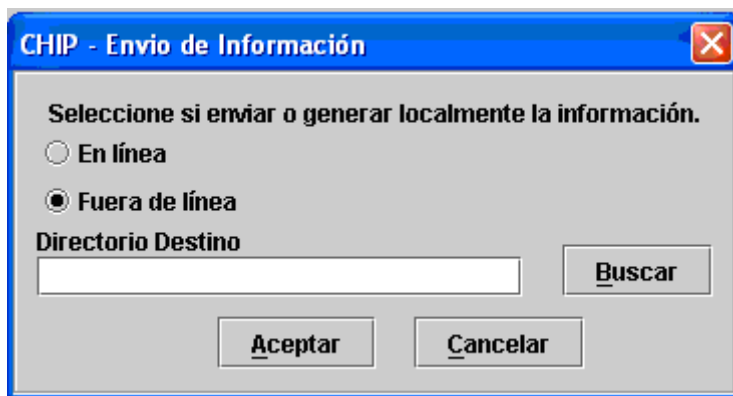 CHIP - Envio de Información
Seleccione si enviar o generar localmente la información.
En línea
Fuera de línea
Directorio Destino
Buscar
Aceptar Cancelar